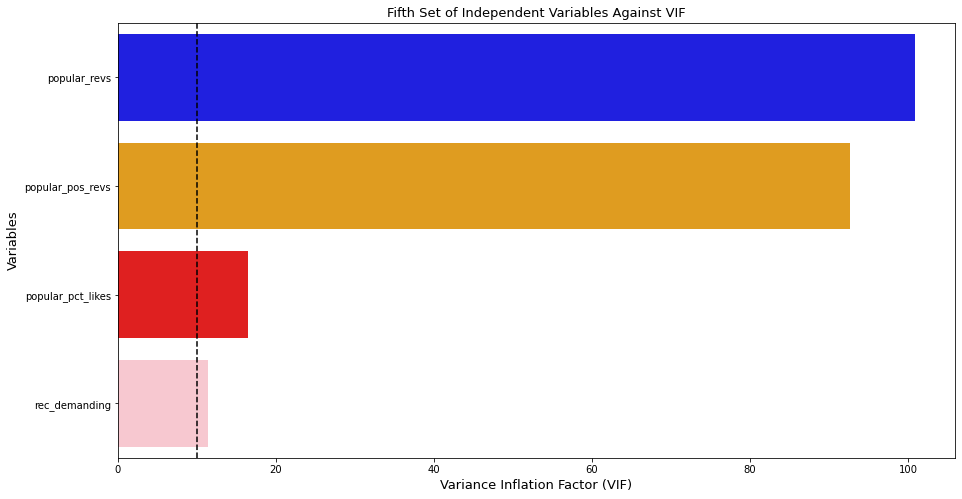 Fifth Set of Independent Variables Against VIF
Variables
popular_revs
popular_pos_revs
popular_pct_likes
rec_demanding
0 20 40 60 80 100
Variance Inflation Factor (VIF)